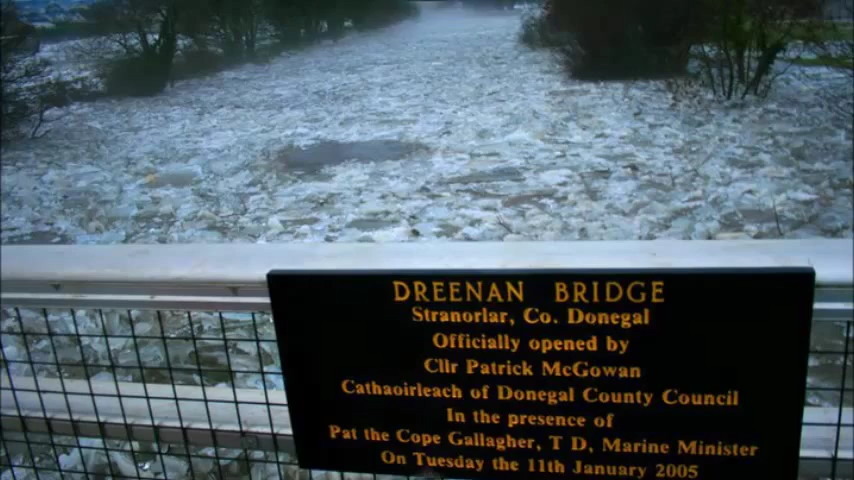 DREENAN BRIDGE
Stranorlar, Co. Donegal
Officially opened by
Cllr Patrick McGowan
Cathaoirleach of Donegal County Council
In the presence of
Pat the Cope Gallagher, T D, Marine Minister
On Tuesday the 11th January 2005